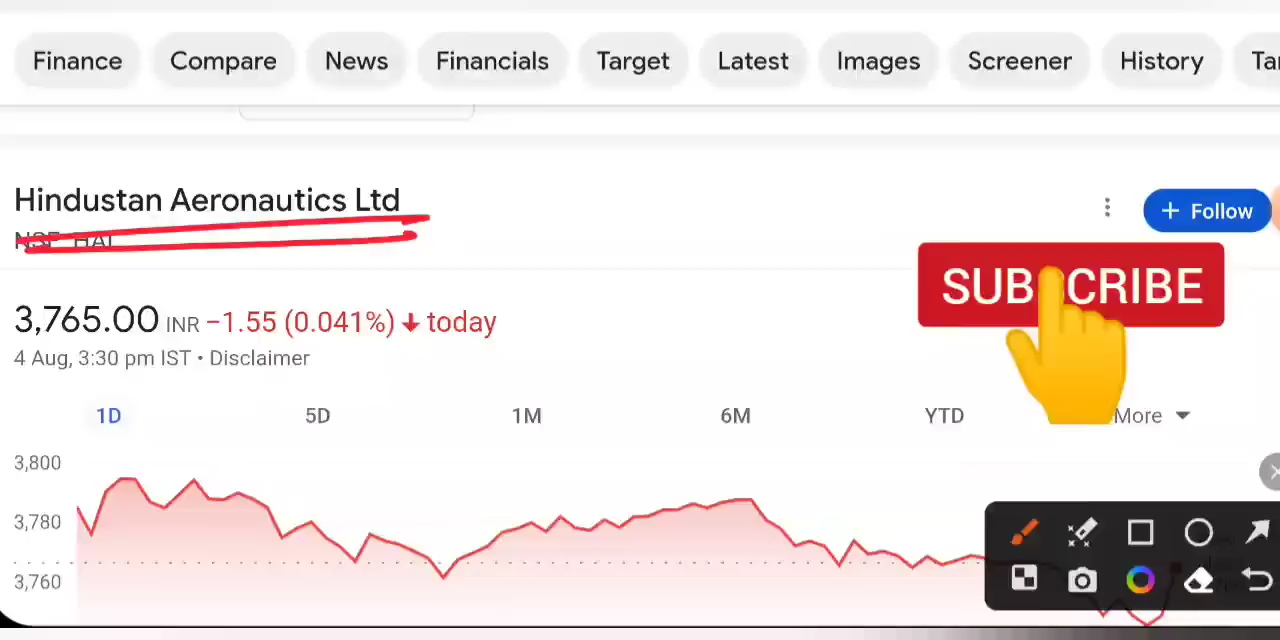 Finance Compare News Financials Target Latest Images Screener History
Hindustan Aeronautics Ltd
NSE: HAL
+ Follow
SUBSCRIBE
3,765.00 INR −1.55 (0.041%) ↓ today
4 Aug, 3:30 pm IST • Disclaimer
1D 5D 1M 6M YTD More
3,800
3,780
3,760